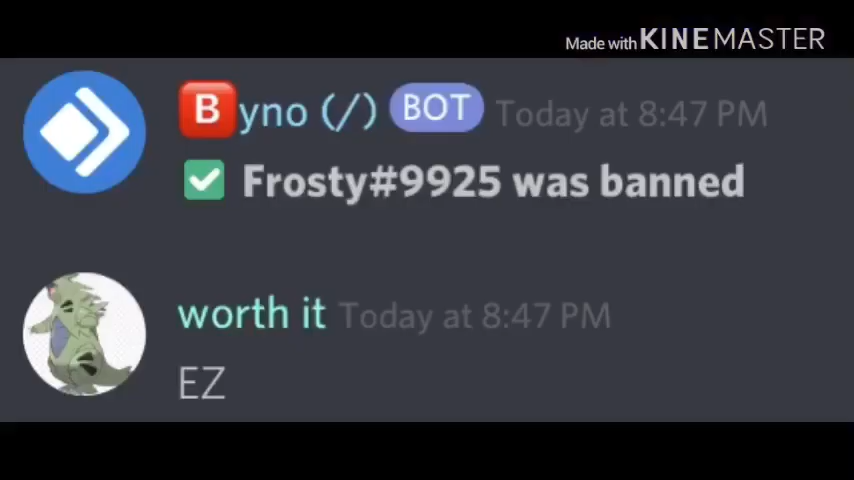 Made with KINEMASTER
🅱yno (/) BOT Today at 8:47 PM
✅ Frosty#9925 was banned
worth it Today at 8:47 PM
EZ